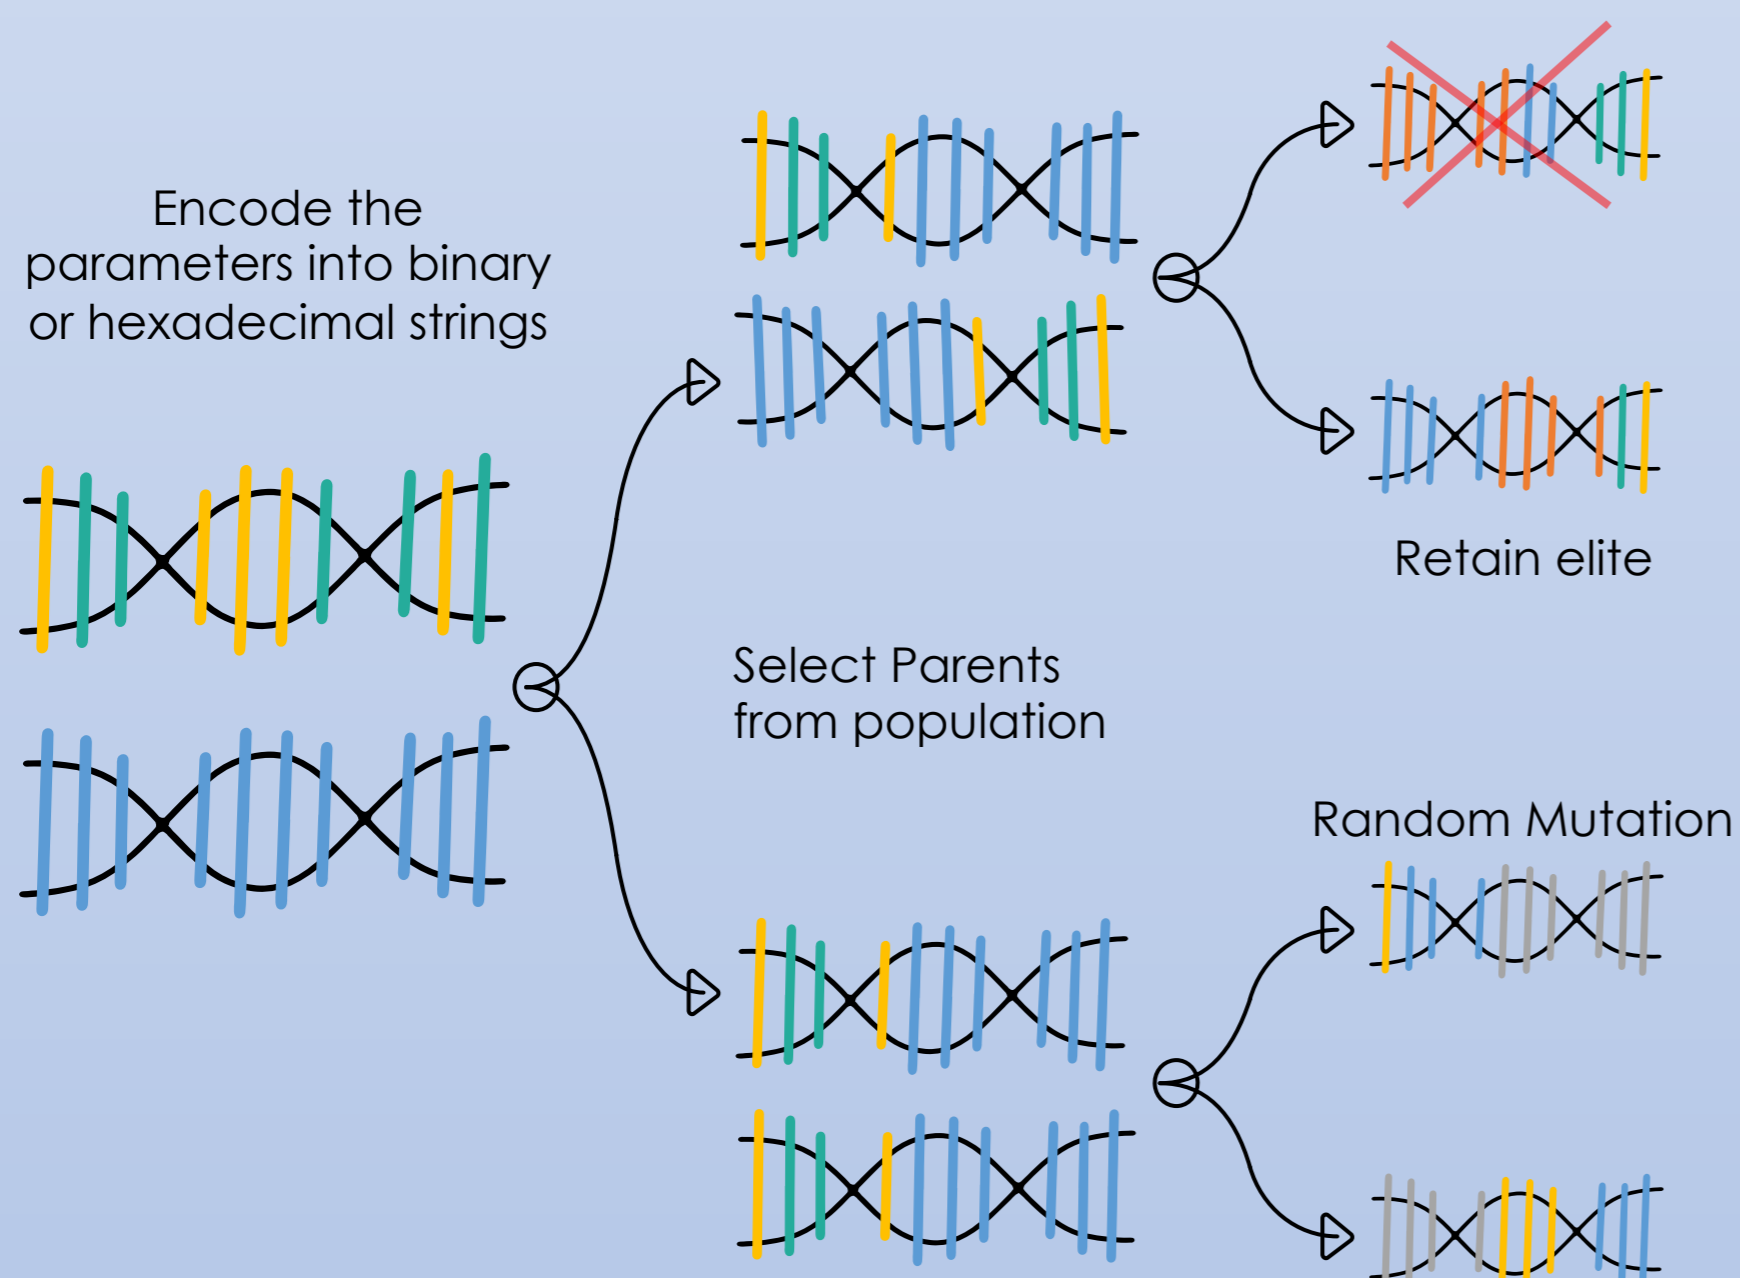 Encode the
parameters into binary
or hexadecimal strings
Retain elite
Select Parents
from population
Random Mutation